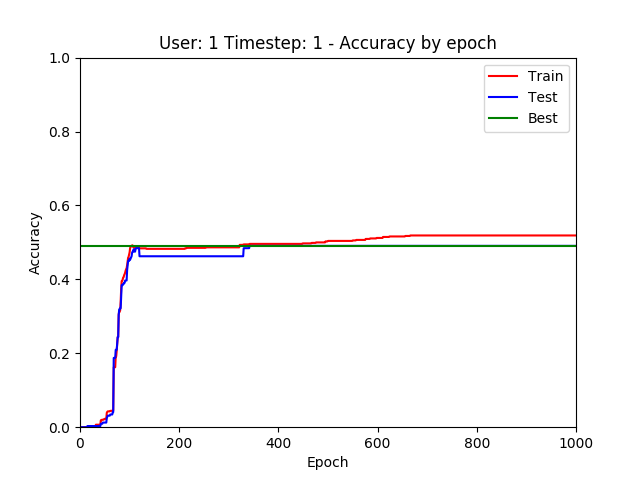 User: 1 Timestep: 1 - Accuracy by epoch
Train
Test
Best
Accuracy
1.0
0.8
0.6
0.4
0.2
0.0
0 200 400 600 800 1000
Epoch